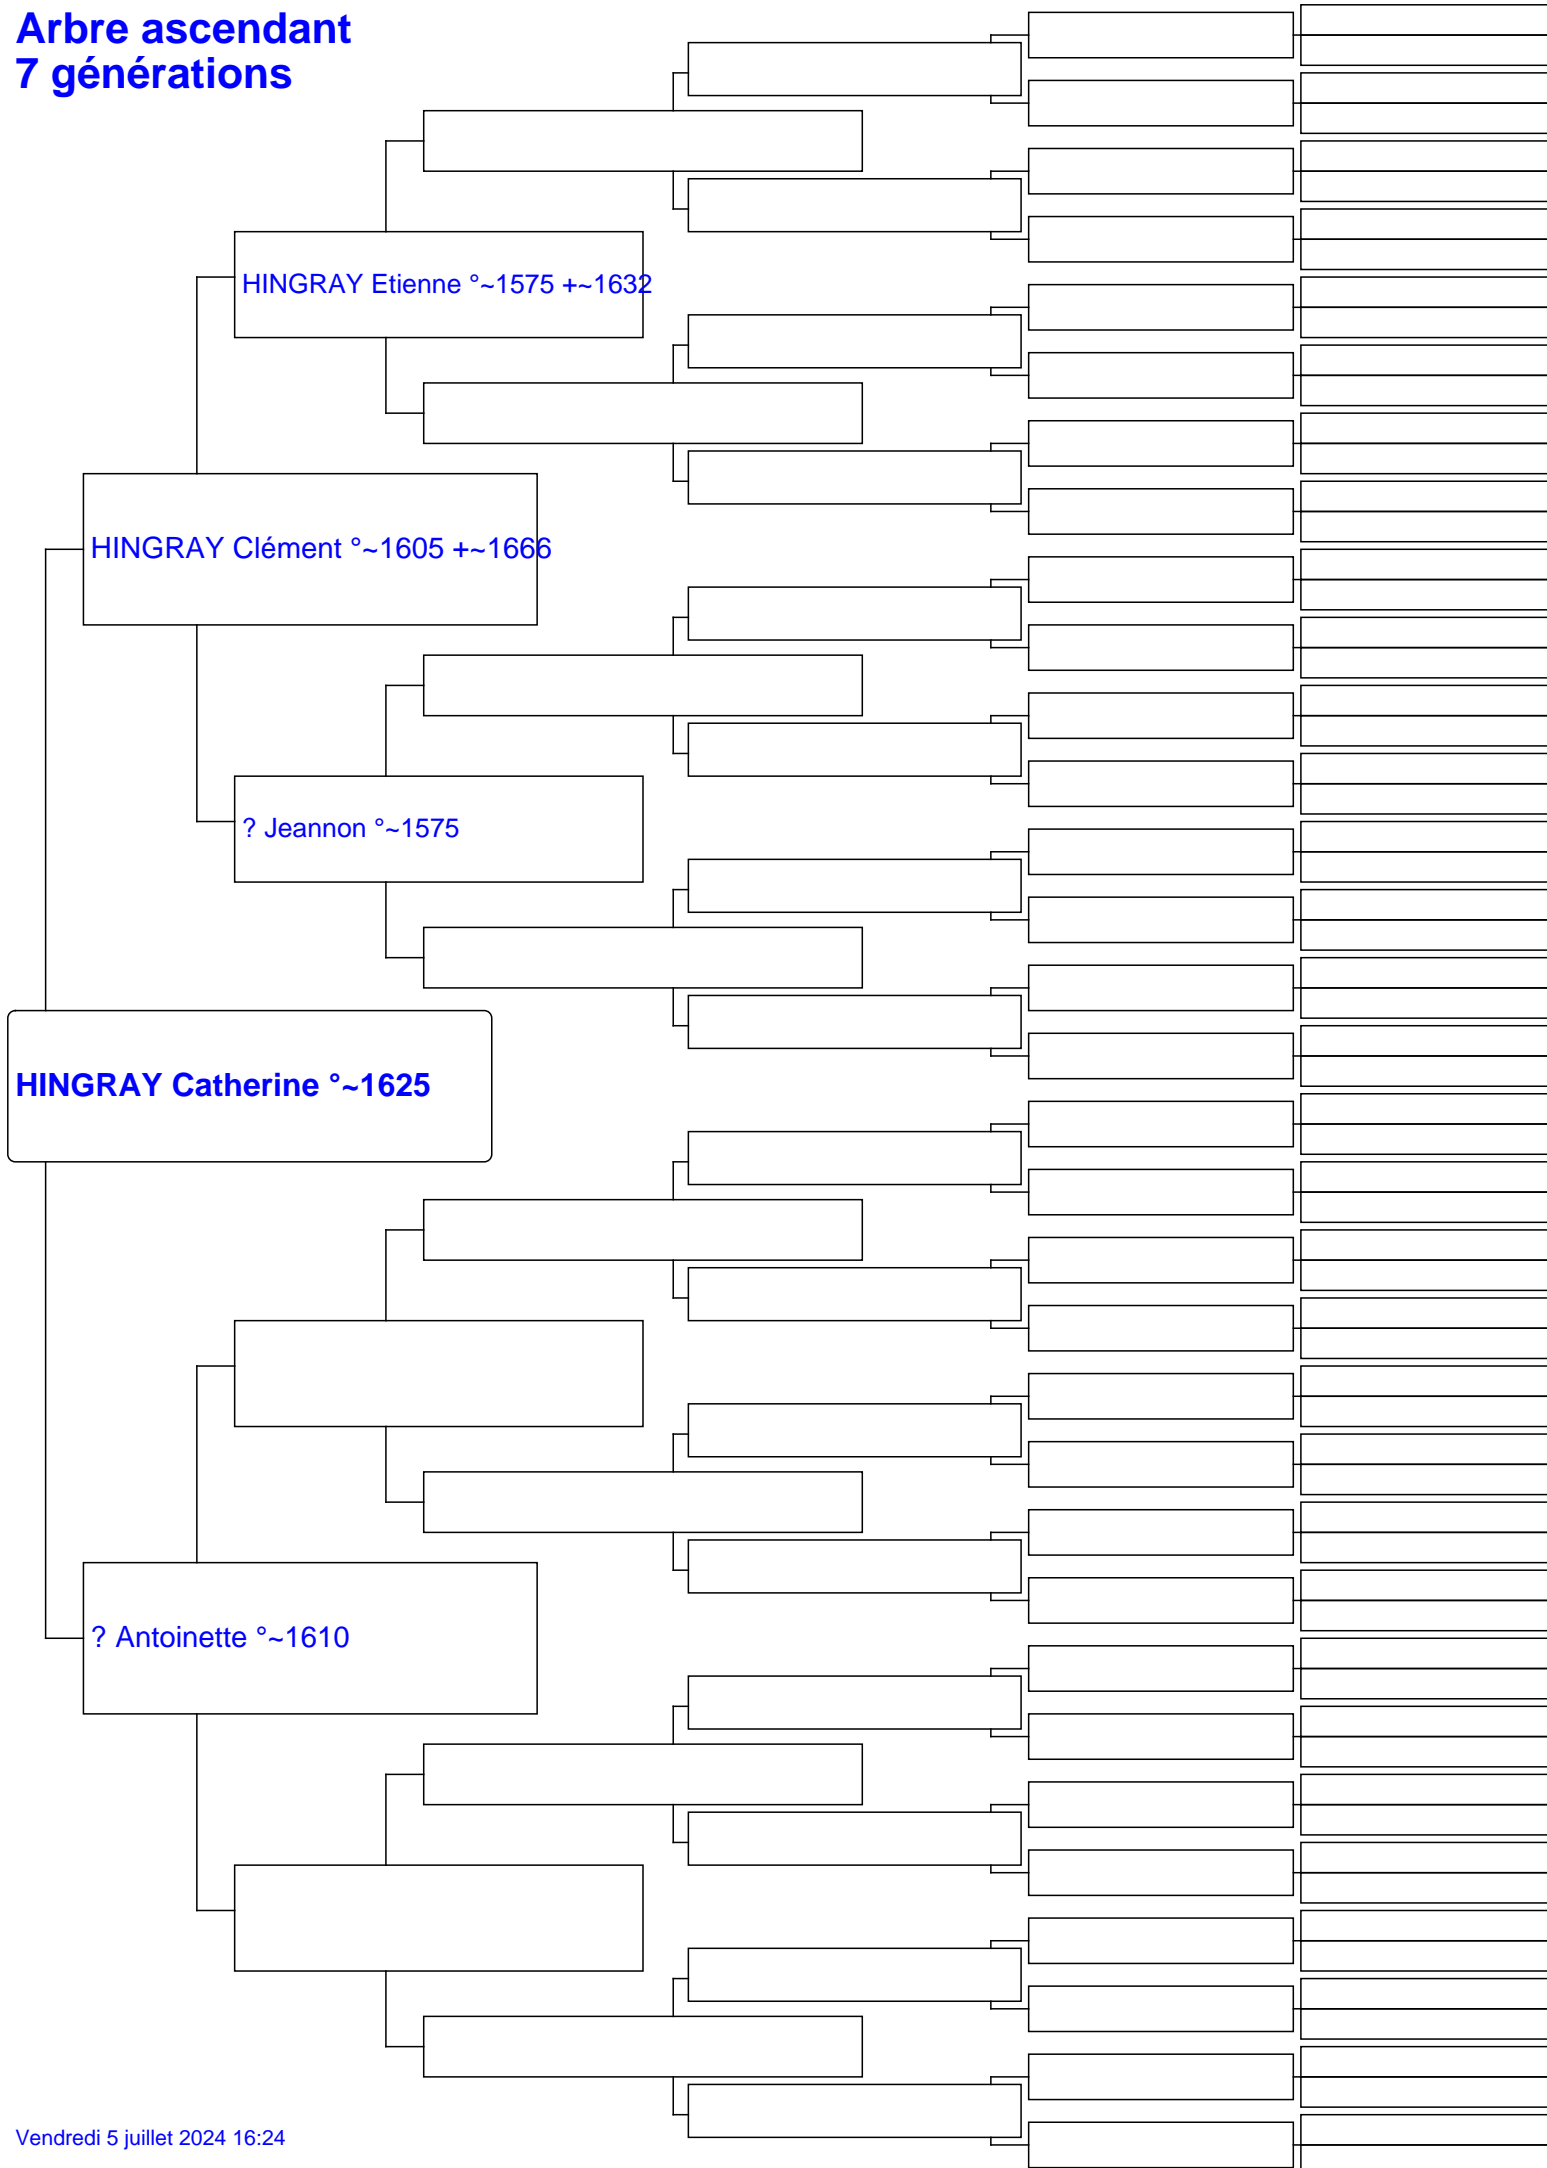 Arbre ascendant
7 générations
HINGRAY Etienne °~1575 +~1632
HINGRAY Clément °~1605 +~1666
? Jeannon °~1575
HINGRAY Catherine °~1625
? Antoinette °~1610
Vendredi 5 juillet 2024 16:24